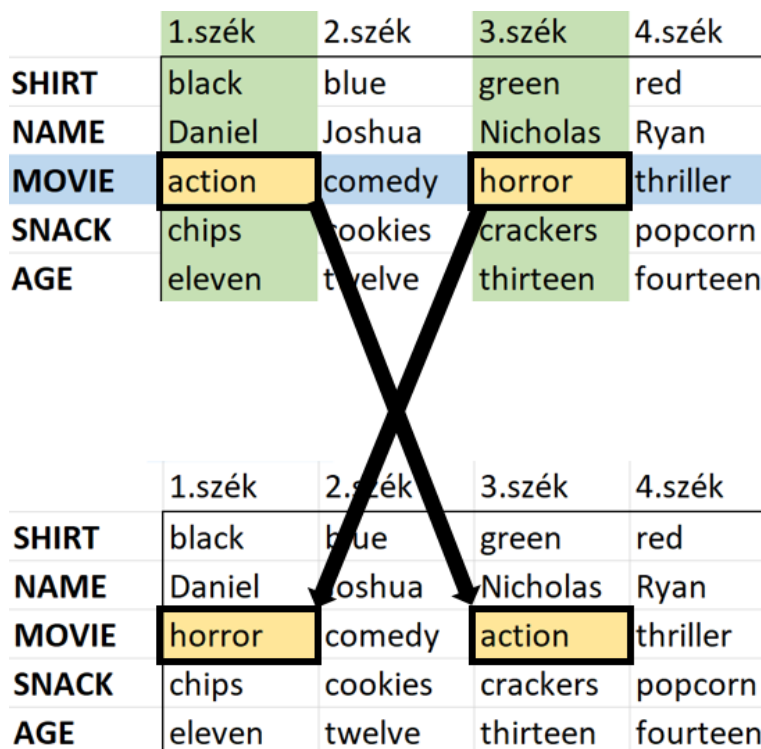 1.szék 2.szék 3.szék 4.szék
SHIRT black blue green red
NAME Daniel Joshua Nicholas Ryan
MOVIE action comedy horror thriller
SNACK chips cookies crackers popcorn
AGE eleven twelve thirteen fourteen
1.szék 2.szék 3.szék 4.szék
SHIRT black blue green red
NAME Daniel Joshua Nicholas Ryan
MOVIE horror comedy action thriller
SNACK chips cookies crackers popcorn
AGE eleven twelve thirteen fourteen